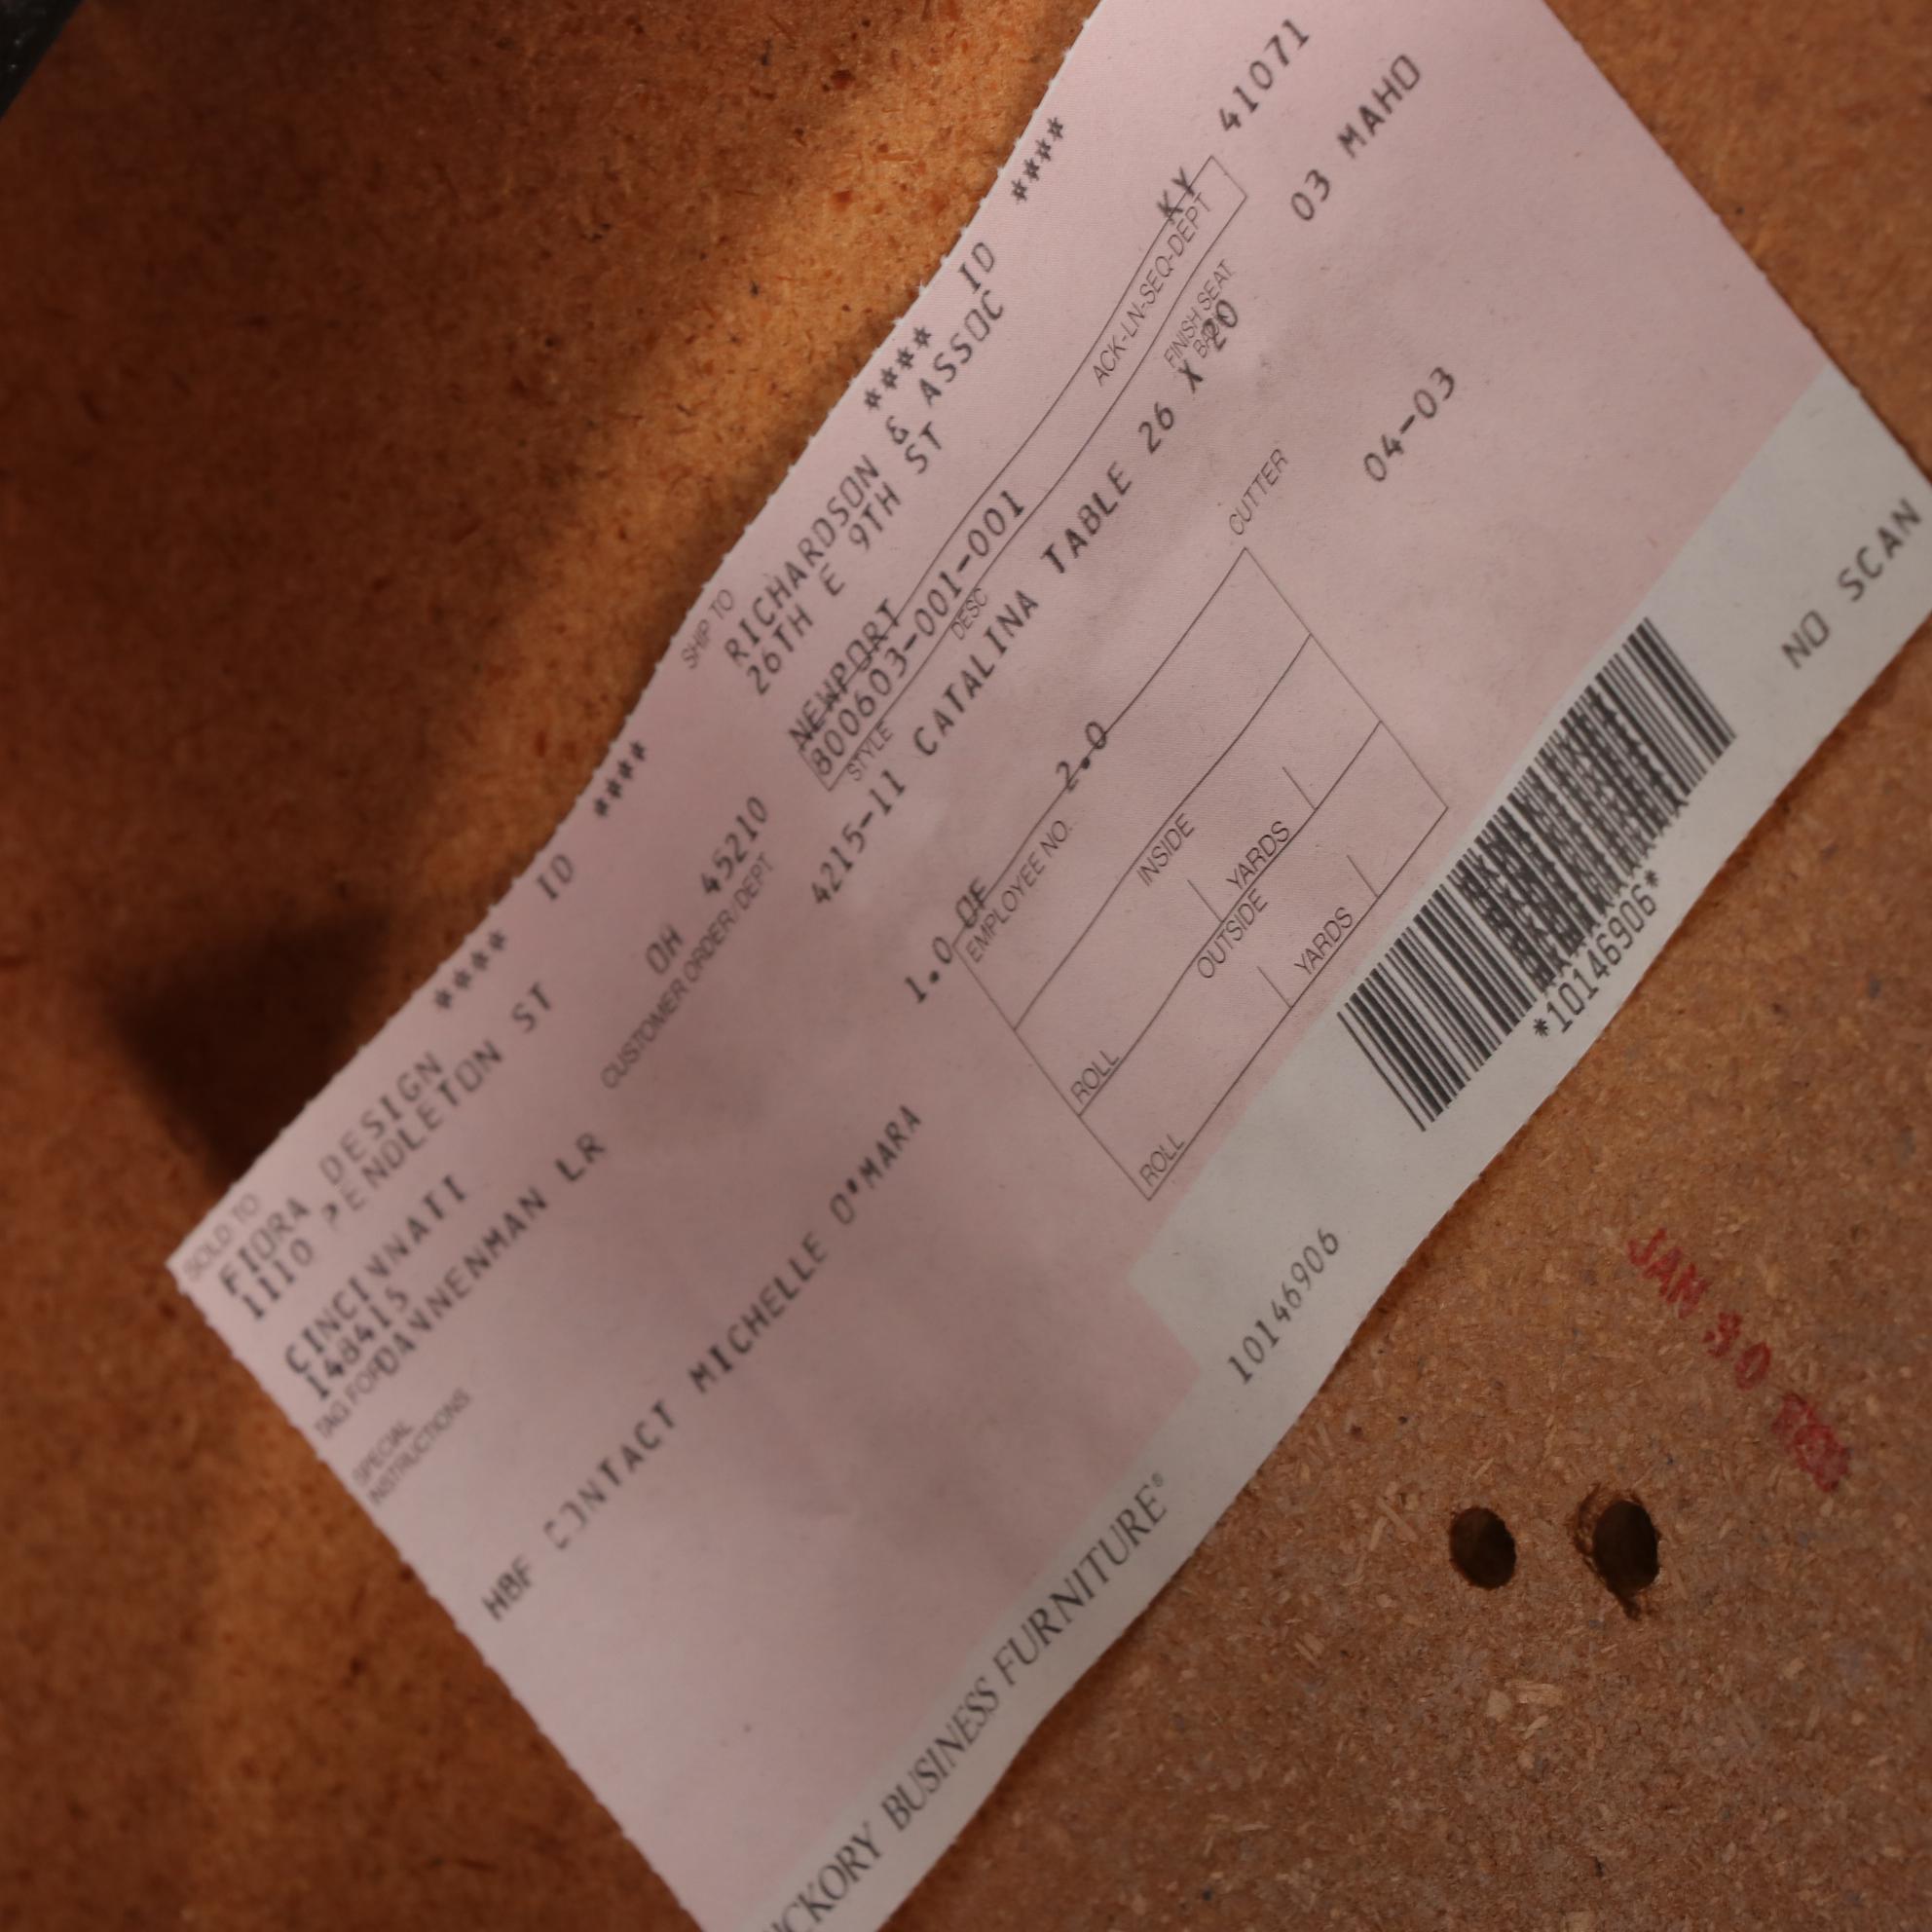 **** ID **** **** ID ****
SOLD TO SHIP TO
FIORA DESIGN RICHARDSON & ASSOC
1110 PENDLETON ST 26TH E 9TH ST
CINCINNATI OH 45210 NEWPORT KY 41071
148415 CUSTOMER ORDER/DEPT 800603-001-001-001 ACK-LN-SEQ-DEPT
TAG FOR DANNENMAN LR STYLE DESC FINISH SEAT
BACK
4215-11 CATALINA TABLE 26 X 20 03 MAHO
SPECIAL
INSTRUCTIONS
1.0 OF 2.0
HBF CONTACT MICHELLE O'MARA
EMPLOYEE NO. CUTTER
04-03
INSIDE
ROLL YARDS
OUTSIDE
ROLL YARDS
10146906 *10146906* NO SCAN
HICKORY BUSINESS FURNITURE®
JAN 30